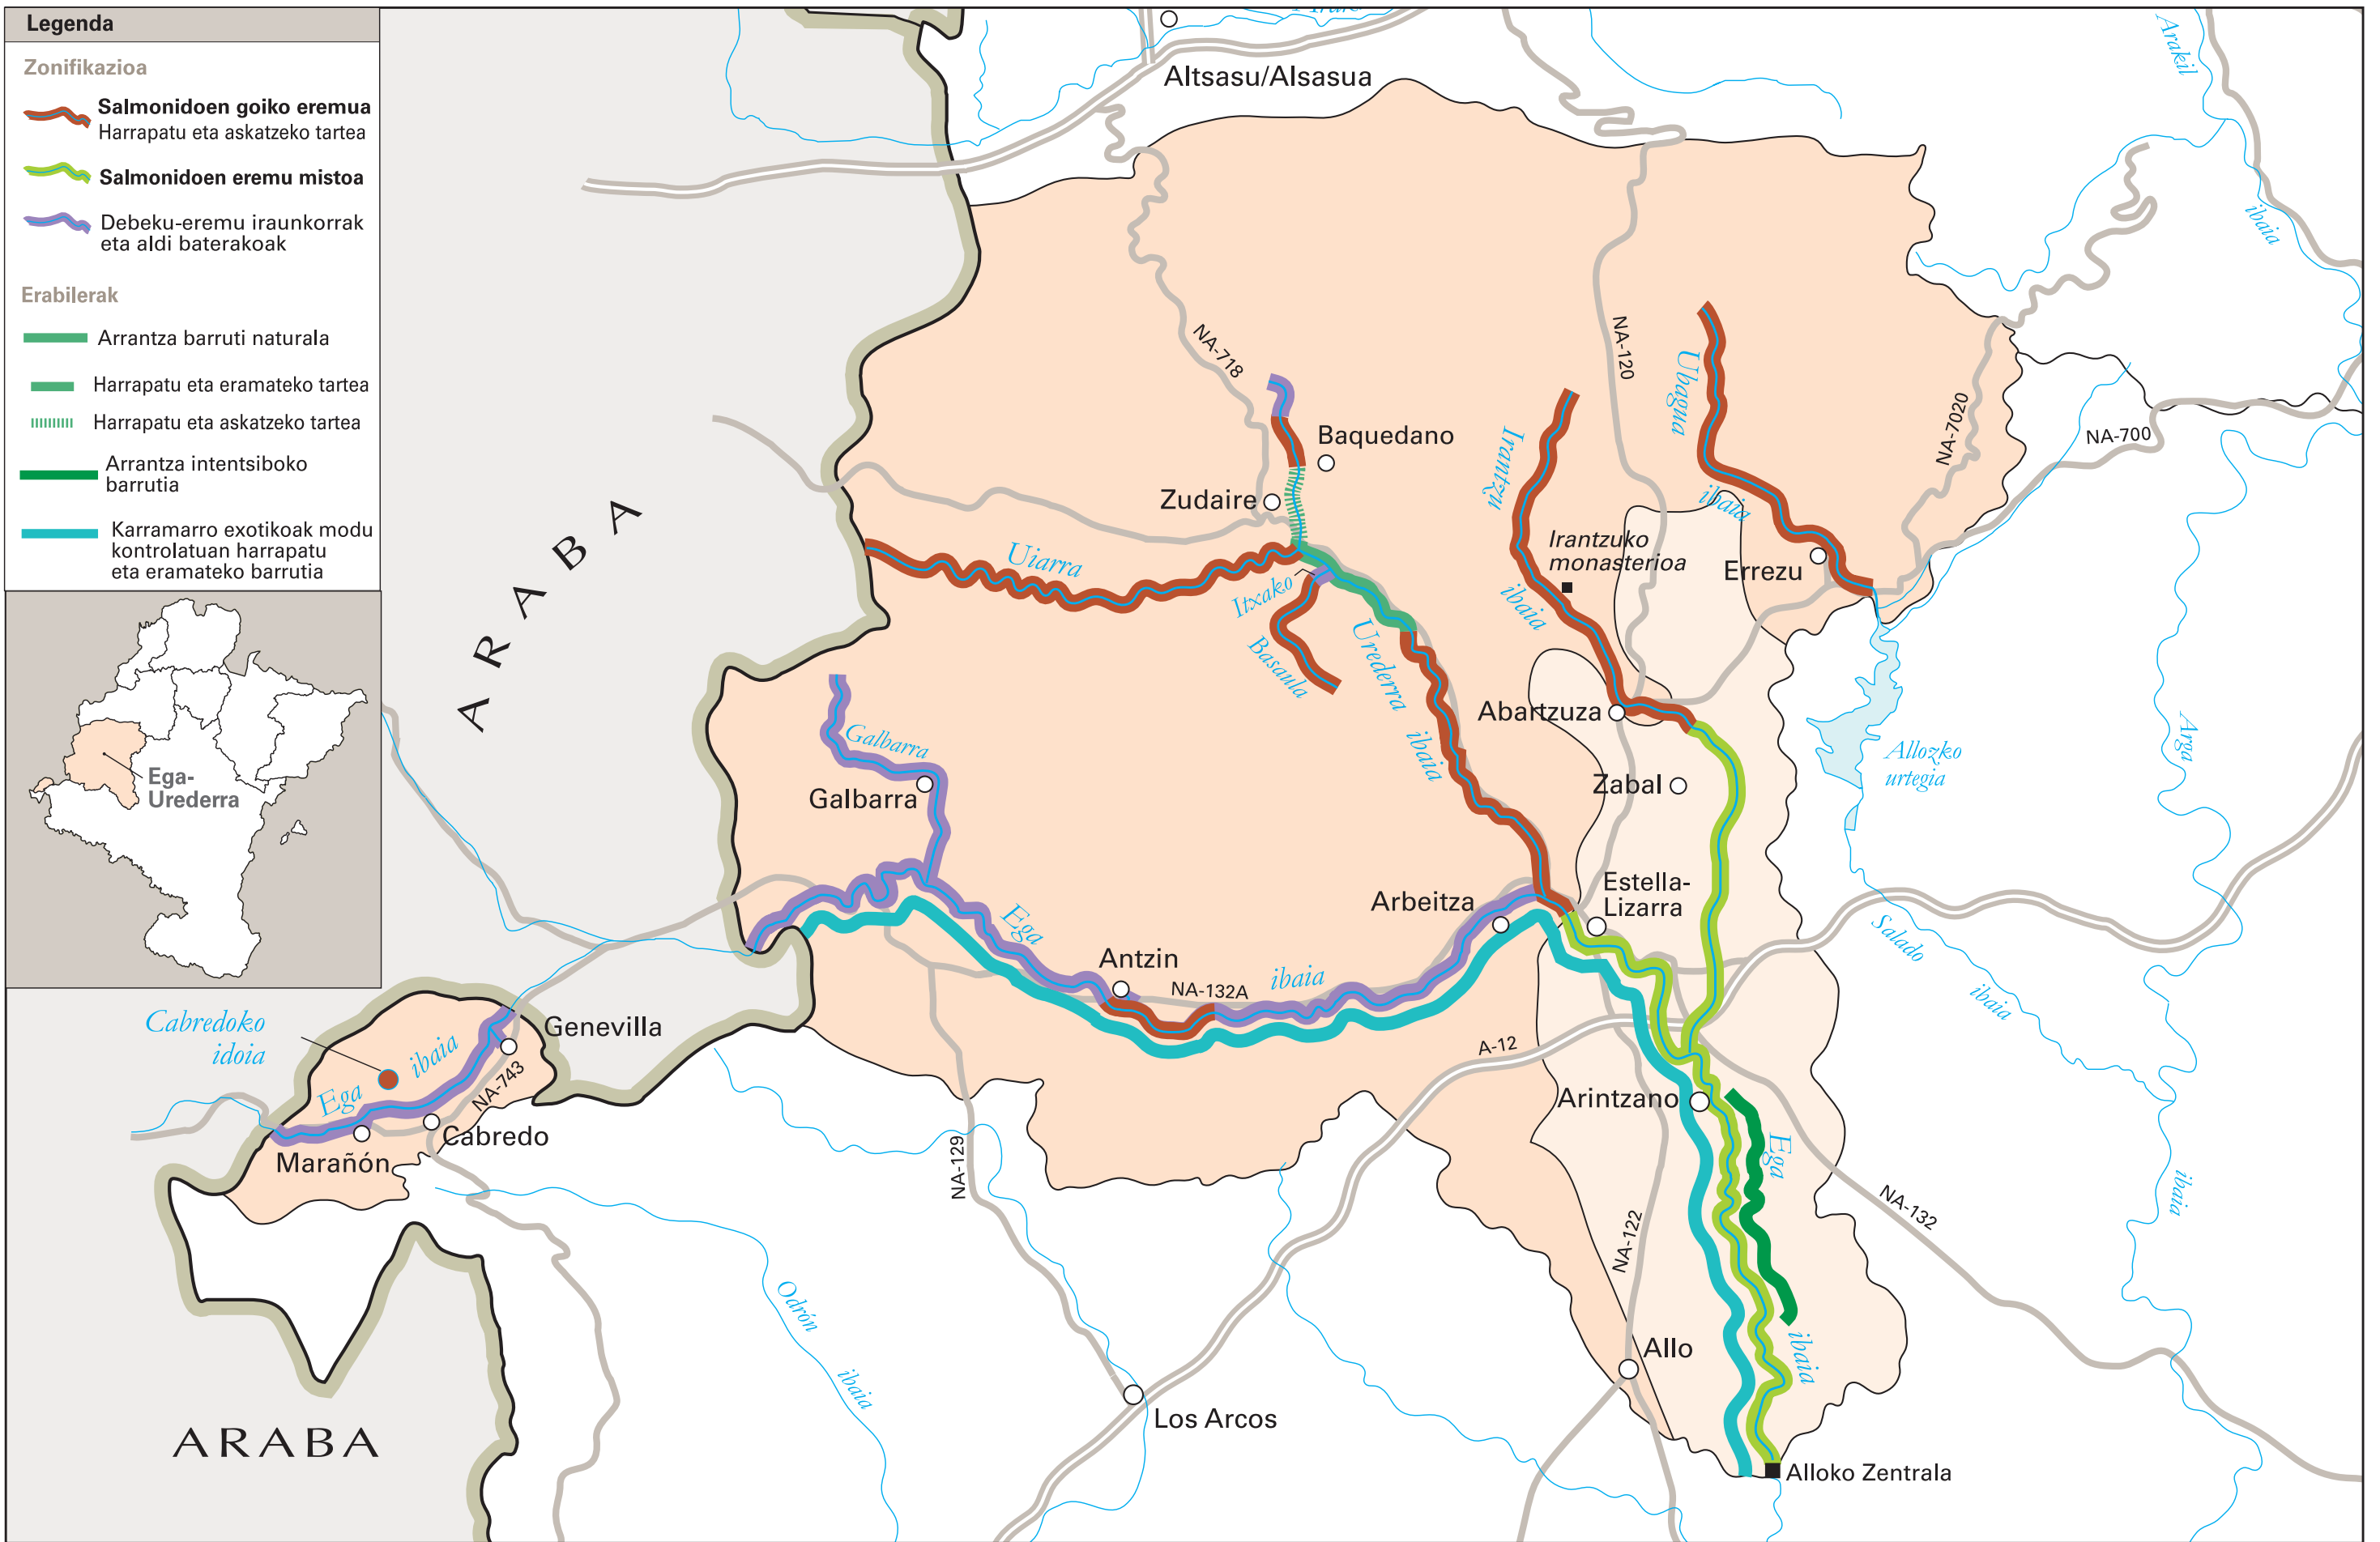 Legenda
Zonifikazioa
Salmonidoen goiko eremua
Harrapatu eta askatzeko tartea
Salmonidoen eremu mistoa
Debeku-eremu iraunkorrak
eta aldi baterakoak
Erabilerak
Arrantza barruti naturala
Harrapatu eta eramateko tartea
Harrapatu eta askatzeko tartea
Arrantza intentsiboko
barrutia
Karramarro exotikoak modu
kontrolatuan harrapatu
eta eramateko barrutia
Ega-
Urederra
Altsasu/Alsasua
Arakil
ibaia
NA-718
NA-120
NA-7020
NA-700
Baquedano
Zudaire
Ubagua
ibaia
Irantzu
ibaia
Irantzuko
monasterioa
Errezu
ARABA
Uiarra
Itxako
Basaula
Urederra
ibaia
Abartzuza
Zabal
Allozko
urtegia
Arga
ibaia
Galbarra
Galbarra
Estella-
Lizarra
Arbeitza
Ega
ibaia
Antzin
NA-132A
Salado
ibaia
A-12
Cabredoko
idoia
Genevilla
Ega
ibaia
NA-743
Cabredo
Marañón
Arintzano
Ega
ibaia
NA-129
NA-122
NA-132
Odrón
ibaia
Allo
Los Arcos
ARABA
Alloko Zentrala